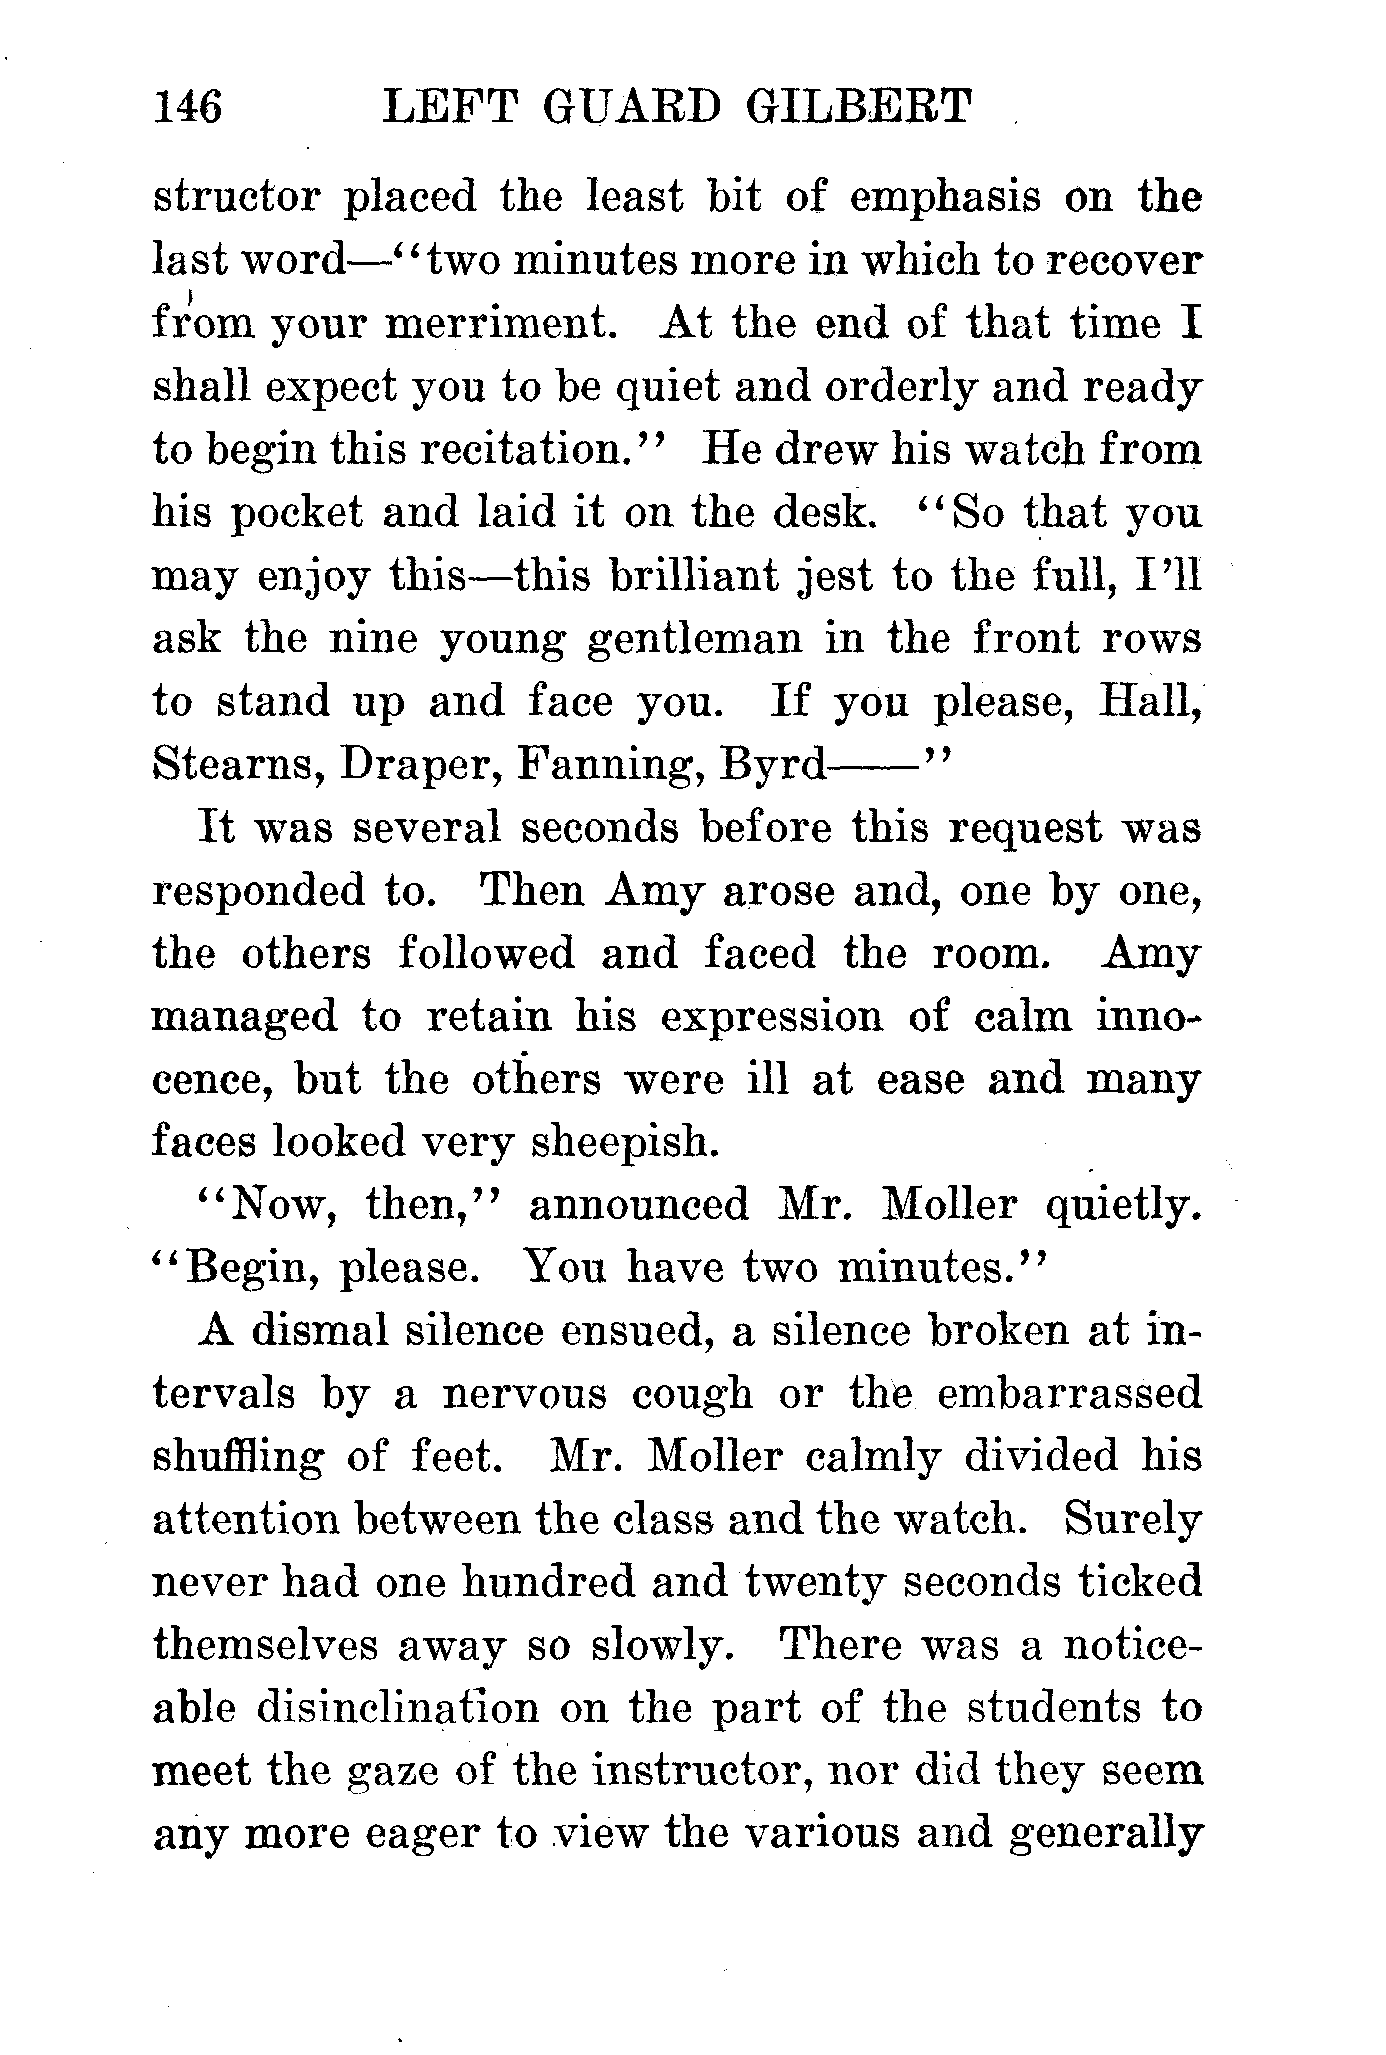 146 LEFT GUARD GILBERT
structor placed the least bit of emphasis on the
last word—“two minutes more in which to recover
from your merriment. At the end of that time I
shall expect you to be quiet and orderly and ready
to begin this recitation.” He drew his watch from
his pocket and laid it on the desk. “So that you
may enjoy this—this brilliant jest to the full, I’ll
ask the nine young gentleman in the front rows
to stand up and face you. If you please, Hall,
Stearns, Draper, Fanning, Byrd——”
It was several seconds before this request was
responded to. Then Amy arose and, one by one,
the others followed and faced the room. Amy
managed to retain his expression of calm inno-
cence, but the others were ill at ease and many
faces looked very sheepish.
“Now, then,” announced Mr. Moller quietly.
“Begin, please. You have two minutes.”
A dismal silence ensued, a silence broken at in-
tervals by a nervous cough or the embarrassed
shuffling of feet. Mr. Moller calmly divided his
attention between the class and the watch. Surely
never had one hundred and twenty seconds ticked
themselves away so slowly. There was a notice-
able disinclination on the part of the students to
meet the gaze of the instructor, nor did they seem
any more eager to view the various and generally